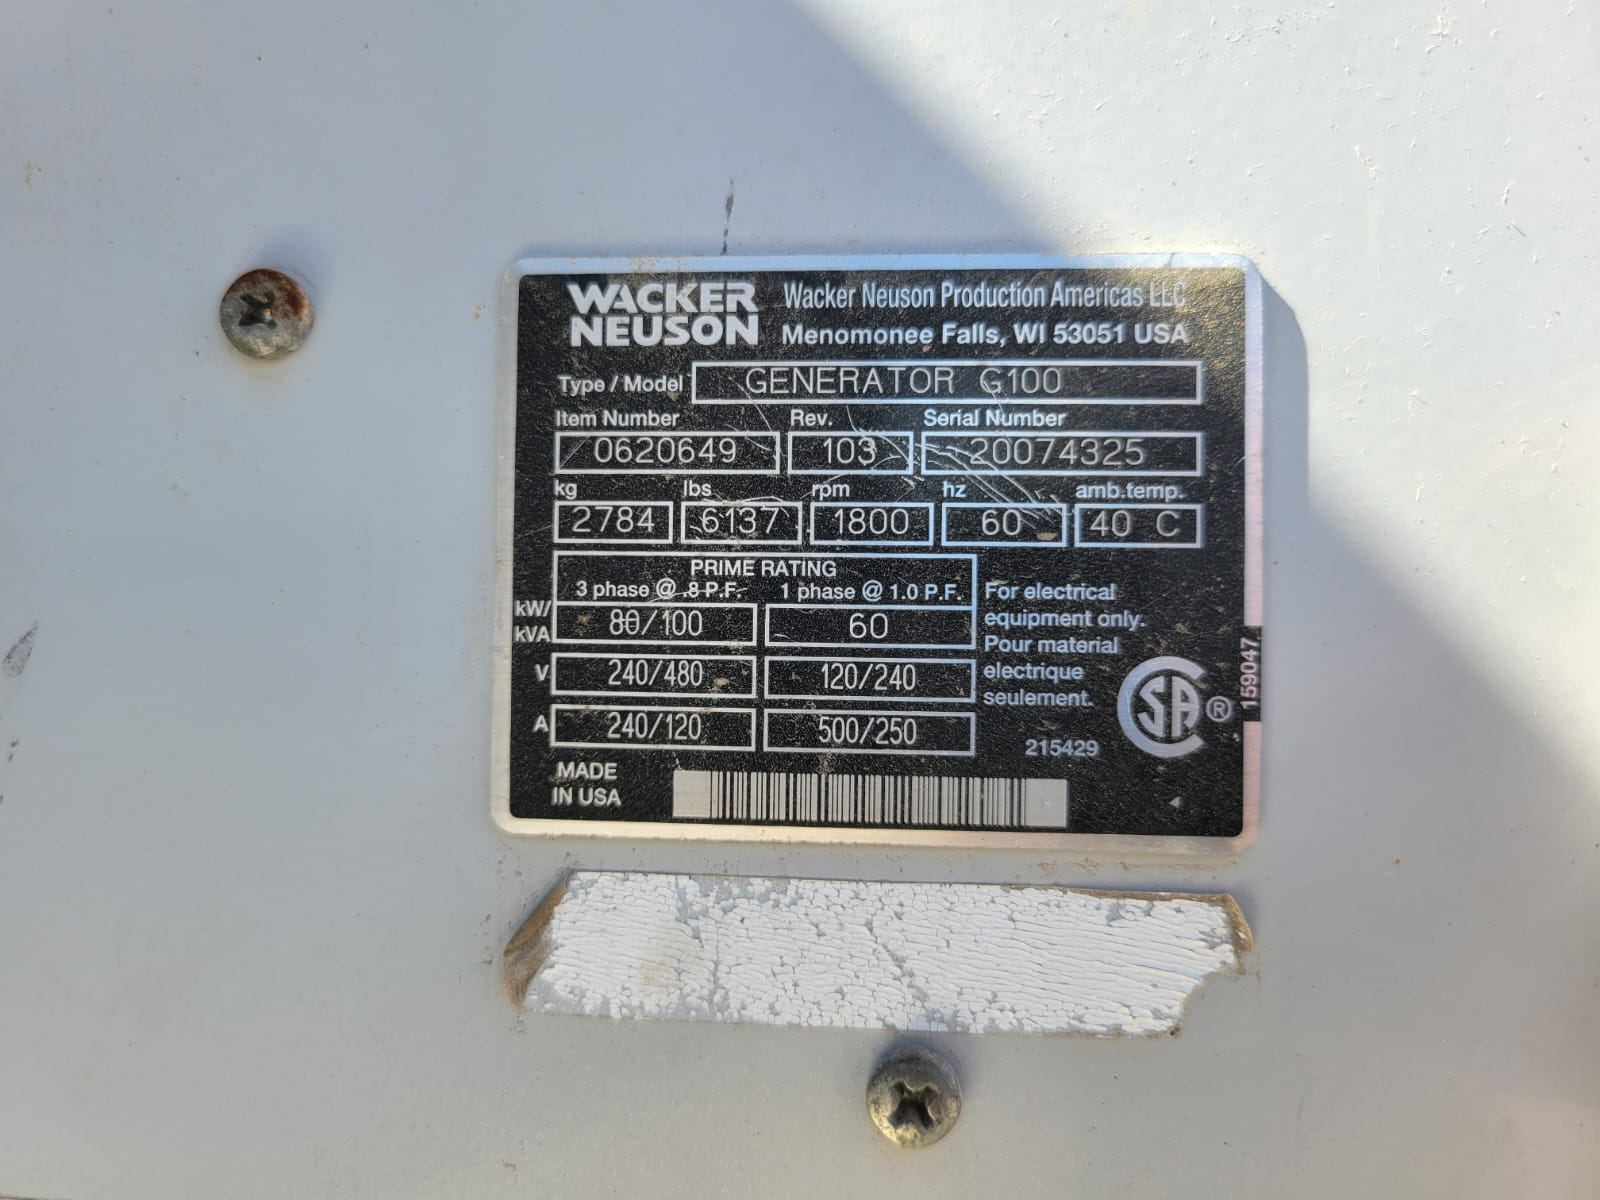 WACKER NEUSON
Wacker Neuson Production Americas LLC
Menomonee Falls, WI 53051 USA
Type / Model GENERATOR G100
Item Number Rev. Serial Number
0620649 103 20074325
kg lbs rpm hz amb.temp.
2784 6137 1800 60 40 C
PRIME RATING
3 phase @ .8 P.F. 1 phase @ 1.0 P.F.
kW/kVA 80/100 60
V 240/480 120/240
A 240/120 500/250
For electrical
equipment only.
Pour material
electrique
seulement.
215429
SA ®
159047
MADE
IN USA